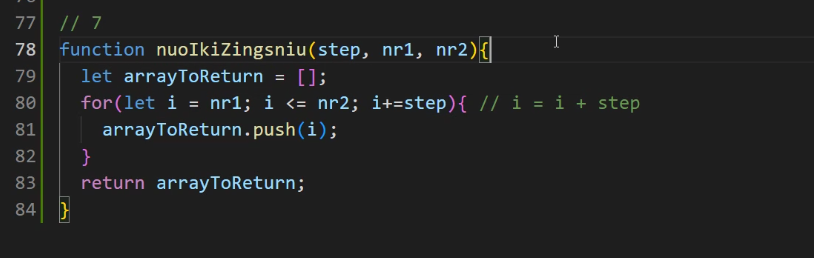 77 // 7
78 function nuoIkiZingsniu(step, nr1, nr2){
79 let arrayToReturn = [];
80 for(let i = nr1; i <= nr2; i+=step){ // i = i + step
81 arrayToReturn.push(i);
82 }
83 return arrayToReturn;
84 }